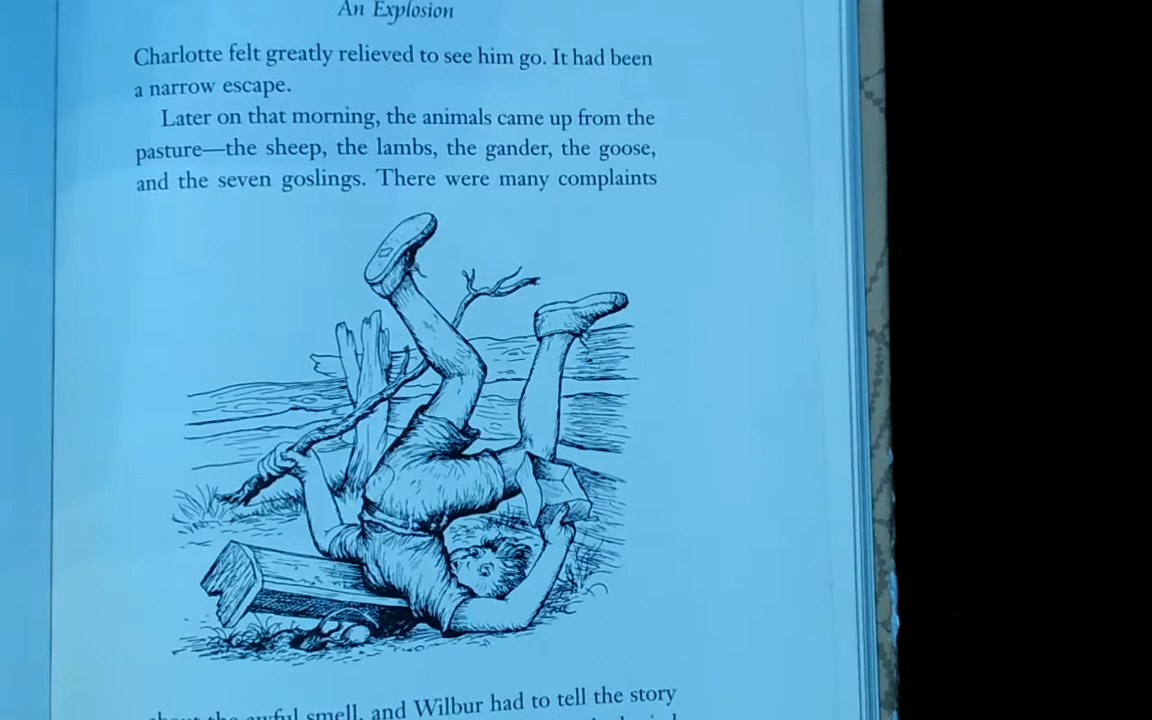 An Explosion
Charlotte felt greatly relieved to see him go. It had been
a narrow escape.
Later on that morning, the animals came up from the
pasture—the sheep, the lambs, the gander, the goose,
and the seven goslings. There were many complaints
about the awful smell, and Wilbur had to tell the story